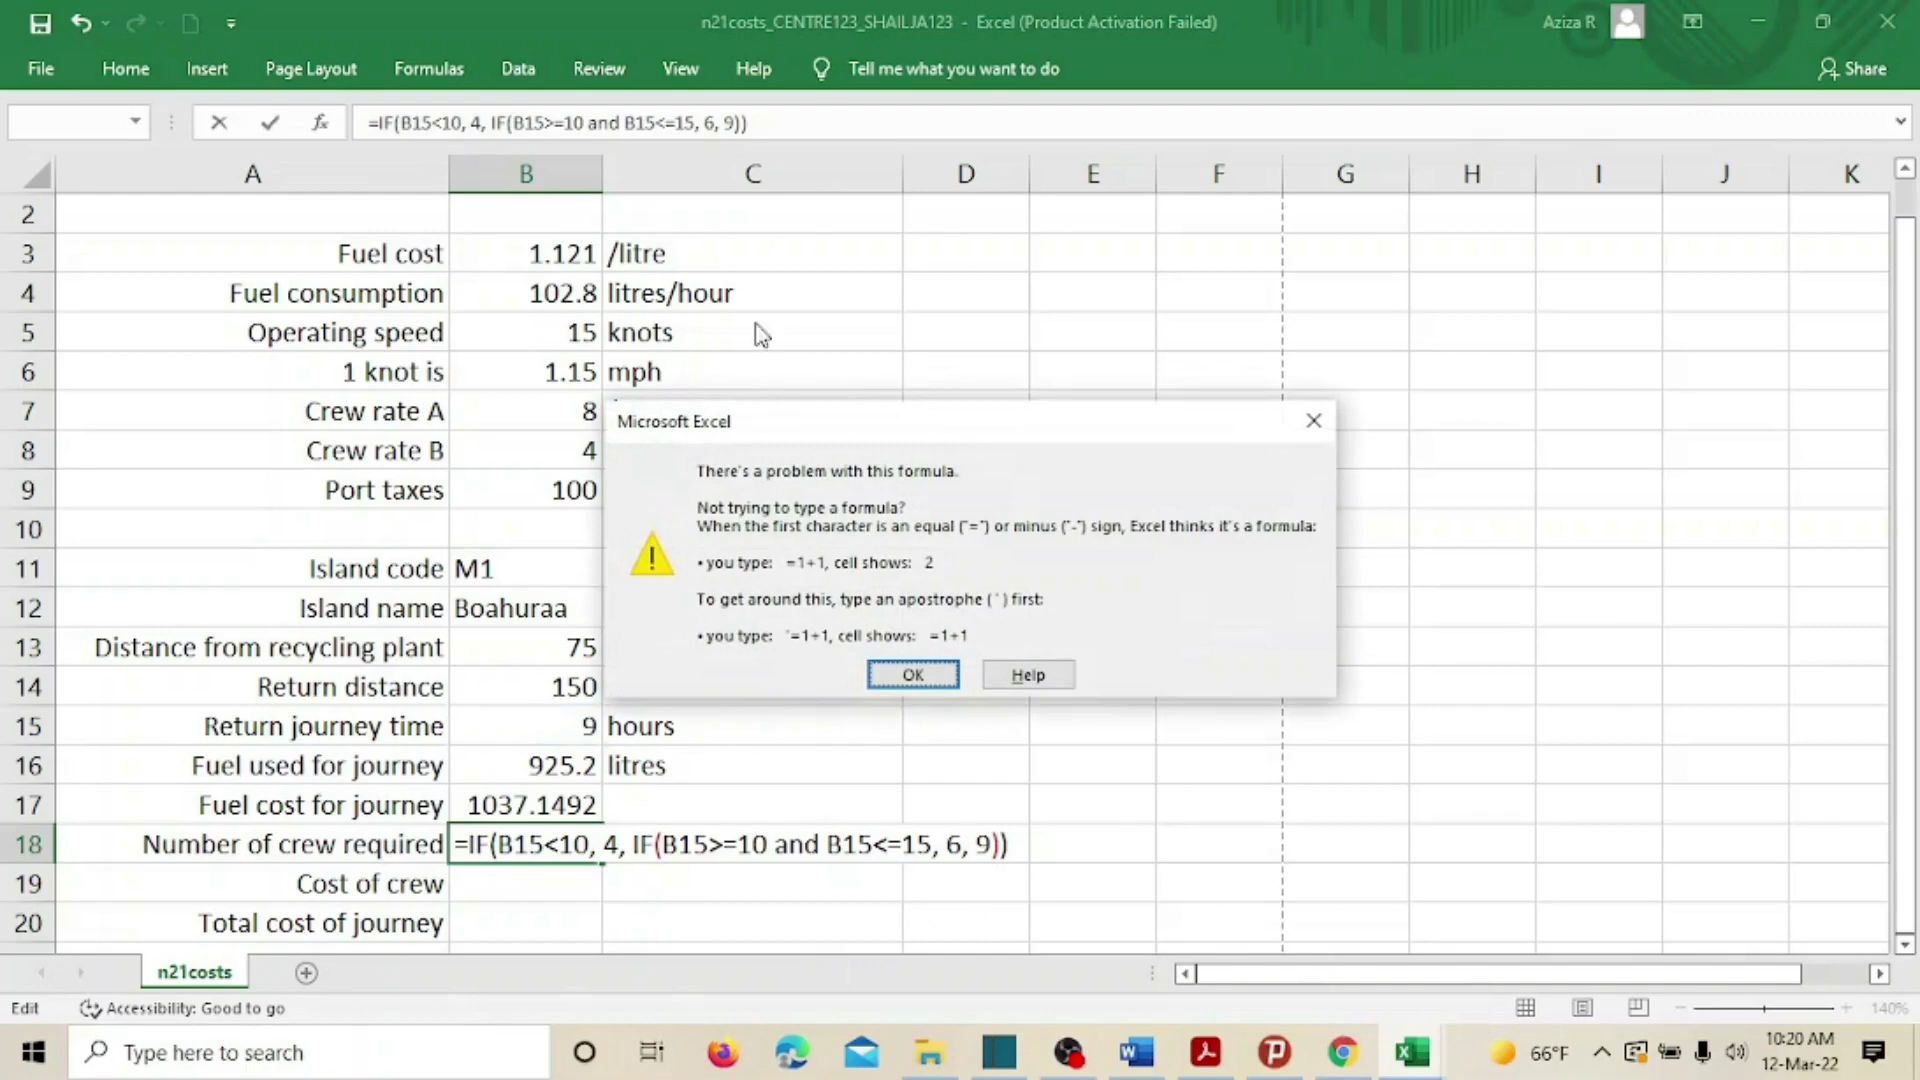 n21costs_CENTRE123_SHAILJA123 - Excel (Product Activation Failed)
Aziza R
File Home Insert Page Layout Formulas Data Review View Help Tell me what you want to do Share
fx =IF(B15<10, 4, IF(B15>=10 and B15<=15, 6, 9))
A B C D E F G H I J K
2
3 Fuel cost 1.121 /litre
4 Fuel consumption 102.8 litres/hour
5 Operating speed 15 knots
6 1 knot is 1.15 mph
7 Crew rate A 8
8 Crew rate B 4
9 Port taxes 100
10
11 Island code M1
12 Island name Boahuraa
13 Distance from recycling plant 75
14 Return distance 150
15 Return journey time 9 hours
16 Fuel used for journey 925.2 litres
17 Fuel cost for journey 1037.1492
18 Number of crew required =IF(B15<10, 4, IF(B15>=10 and B15<=15, 6, 9))
19 Cost of crew
20 Total cost of journey
Microsoft Excel
There's a problem with this formula.
Not trying to type a formula?
When the first character is an equal ("=") or minus ("-") sign, Excel thinks it's a formula:
• you type: =1+1, cell shows: 2
To get around this, type an apostrophe ( ' ) first:
• you type: '=1+1, cell shows: =1+1
OK Help
n21costs
Edit Accessibility: Good to go 140%
Type here to search
66°F
10:20 AM
12-Mar-22